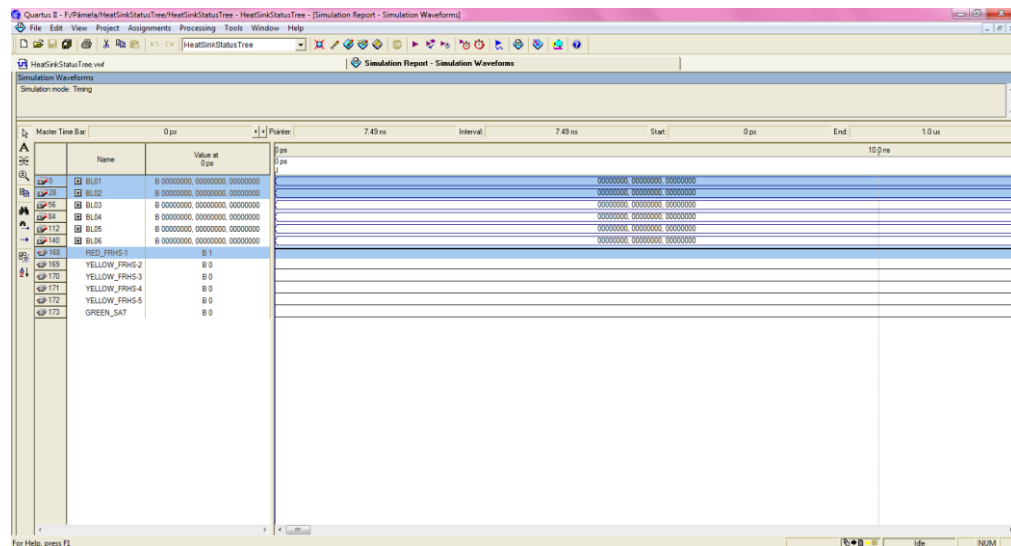 Quartus II - F:/Pâmela/HeatSinkStatusTree/HeatSinkStatusTree - HeatSinkStatusTree - [Simulation Report - Simulation Waveforms]
File Edit View Project Assignments Processing Tools Window Help
HeatSinkStatusTree
HeatSinkStatusTree.vwf
Simulation Report - Simulation Waveforms
Simulation Waveforms
Simulation mode: Timing
Master Time Bar: 0 ps Pointer: 7.49 ns Interval: 7.49 ns Start: 0 ps End: 1.0 us
Name Value at 0 ps 0 ps 10.0 ns
0 ps
0 BL01 B 00000000, 00000000, 00000000 00000000, 00000000, 00000000
28 BL02 B 00000000, 00000000, 00000000 00000000, 00000000, 00000000
56 BL03 B 00000000, 00000000, 00000000 00000000, 00000000, 00000000
84 BL04 B 00000000, 00000000, 00000000 00000000, 00000000, 00000000
112 BL05 B 00000000, 00000000, 00000000 00000000, 00000000, 00000000
140 BL06 B 00000000, 00000000, 00000000 00000000, 00000000, 00000000
168 RED_FRHS-1 B 1
169 YELLOW_FRHS-2 B 0
170 YELLOW_FRHS-3 B 0
171 YELLOW_FRHS-4 B 0
172 YELLOW_FRHS-5 B 0
173 GREEN_SAT B 0
For Help, press F1 Idle NUM